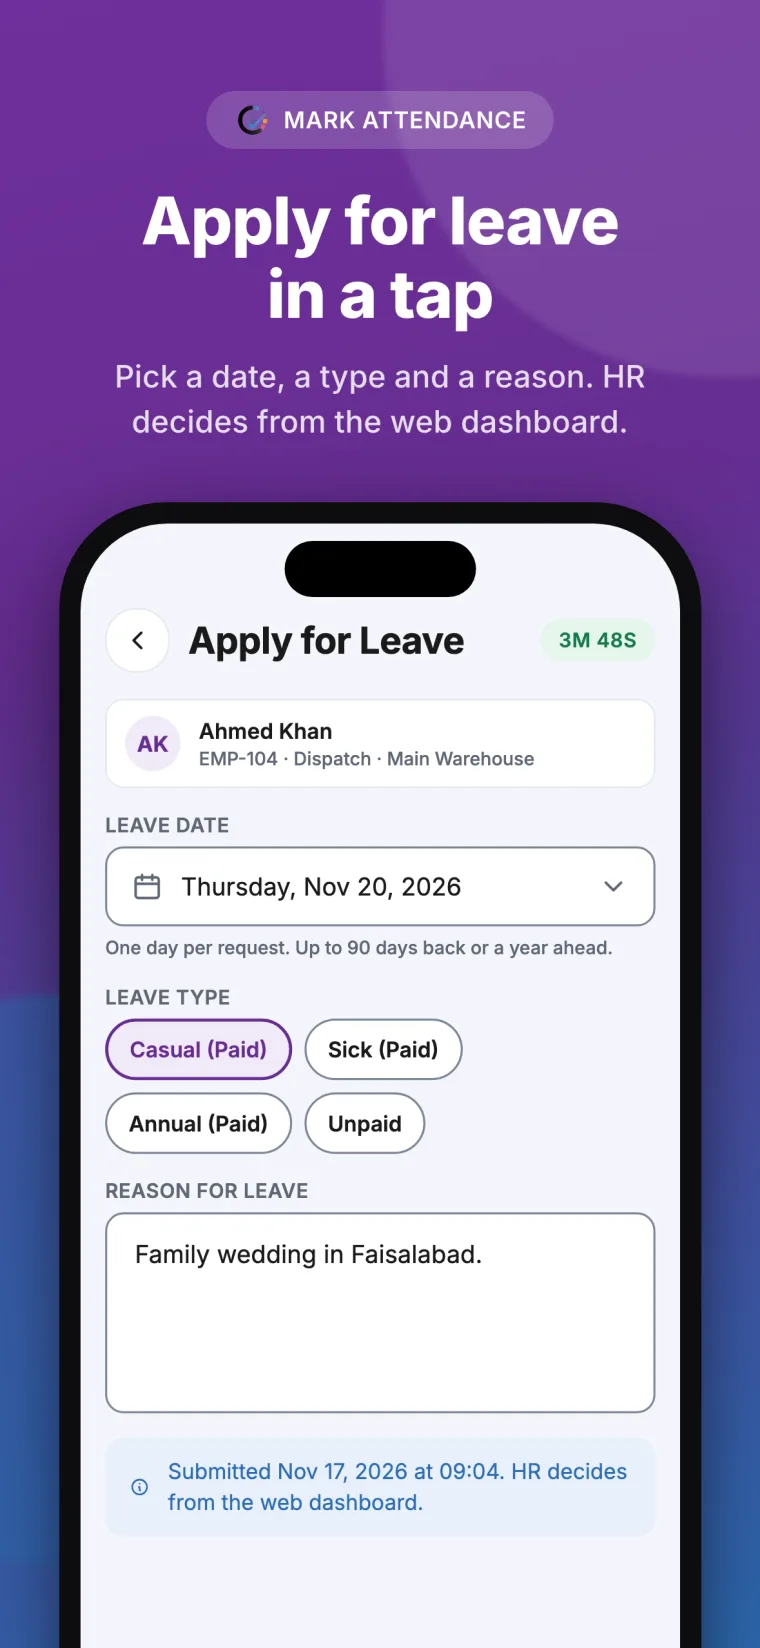 MARK ATTENDANCE
Apply for leave
in a tap
Pick a date, a type and a reason. HR
decides from the web dashboard.
Apply for Leave
3M 48S
AK
Ahmed Khan
EMP-104 · Dispatch · Main Warehouse
LEAVE DATE
Thursday, Nov 20, 2026
One day per request. Up to 90 days back or a year ahead.
LEAVE TYPE
Casual (Paid)
Sick (Paid)
Annual (Paid)
Unpaid
REASON FOR LEAVE
Family wedding in Faisalabad.
Submitted Nov 17, 2026 at 09:04. HR decides
from the web dashboard.